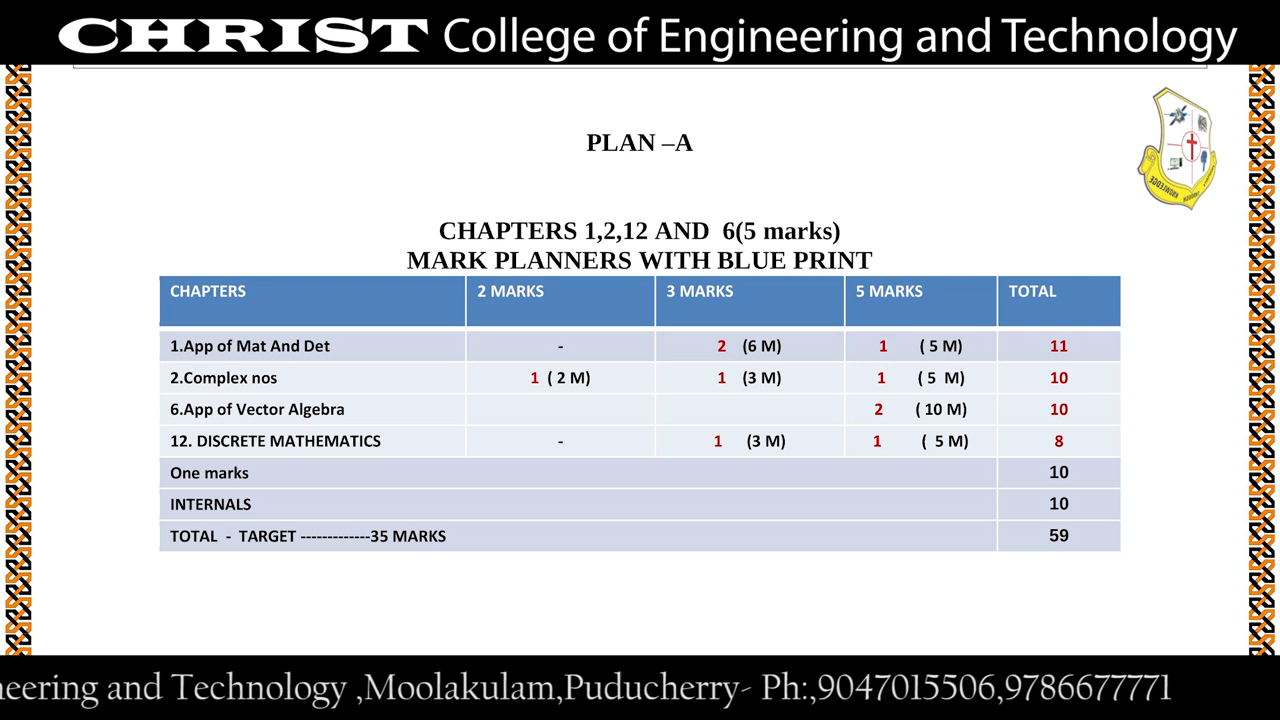 CHRIST College of Engineering and Technology
PLAN –A
CHAPTERS 1,2,12 AND 6(5 marks)
MARK PLANNERS WITH BLUE PRINT
CHAPTERS 2 MARKS 3 MARKS 5 MARKS TOTAL
1.App of Mat And Det - 2 (6 M) 1 ( 5 M) 11
2.Complex nos 1 ( 2 M) 1 (3 M) 1 ( 5 M) 10
6.App of Vector Algebra 2 ( 10 M) 10
12. DISCRETE MATHEMATICS - 1 (3 M) 1 ( 5 M) 8
One marks 10
INTERNALS 10
TOTAL - TARGET -------------35 MARKS 59
neering and Technology ,Moolakulam,Puducherry- Ph:,9047015506,9786677771